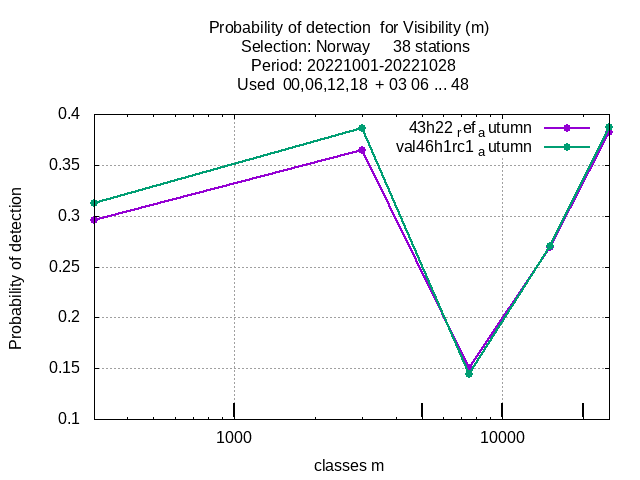 Probability of detection  for Visibility (m)
Selection: Norway     38 stations
Period: 20221001-20221028
Used  00,06,12,18  + 03 06 ... 48
43h22 ref autumn
val46h1rc1 autumn
Probability of detection
0.4
0.35
0.3
0.25
0.2
0.15
0.1
1000
10000
classes m